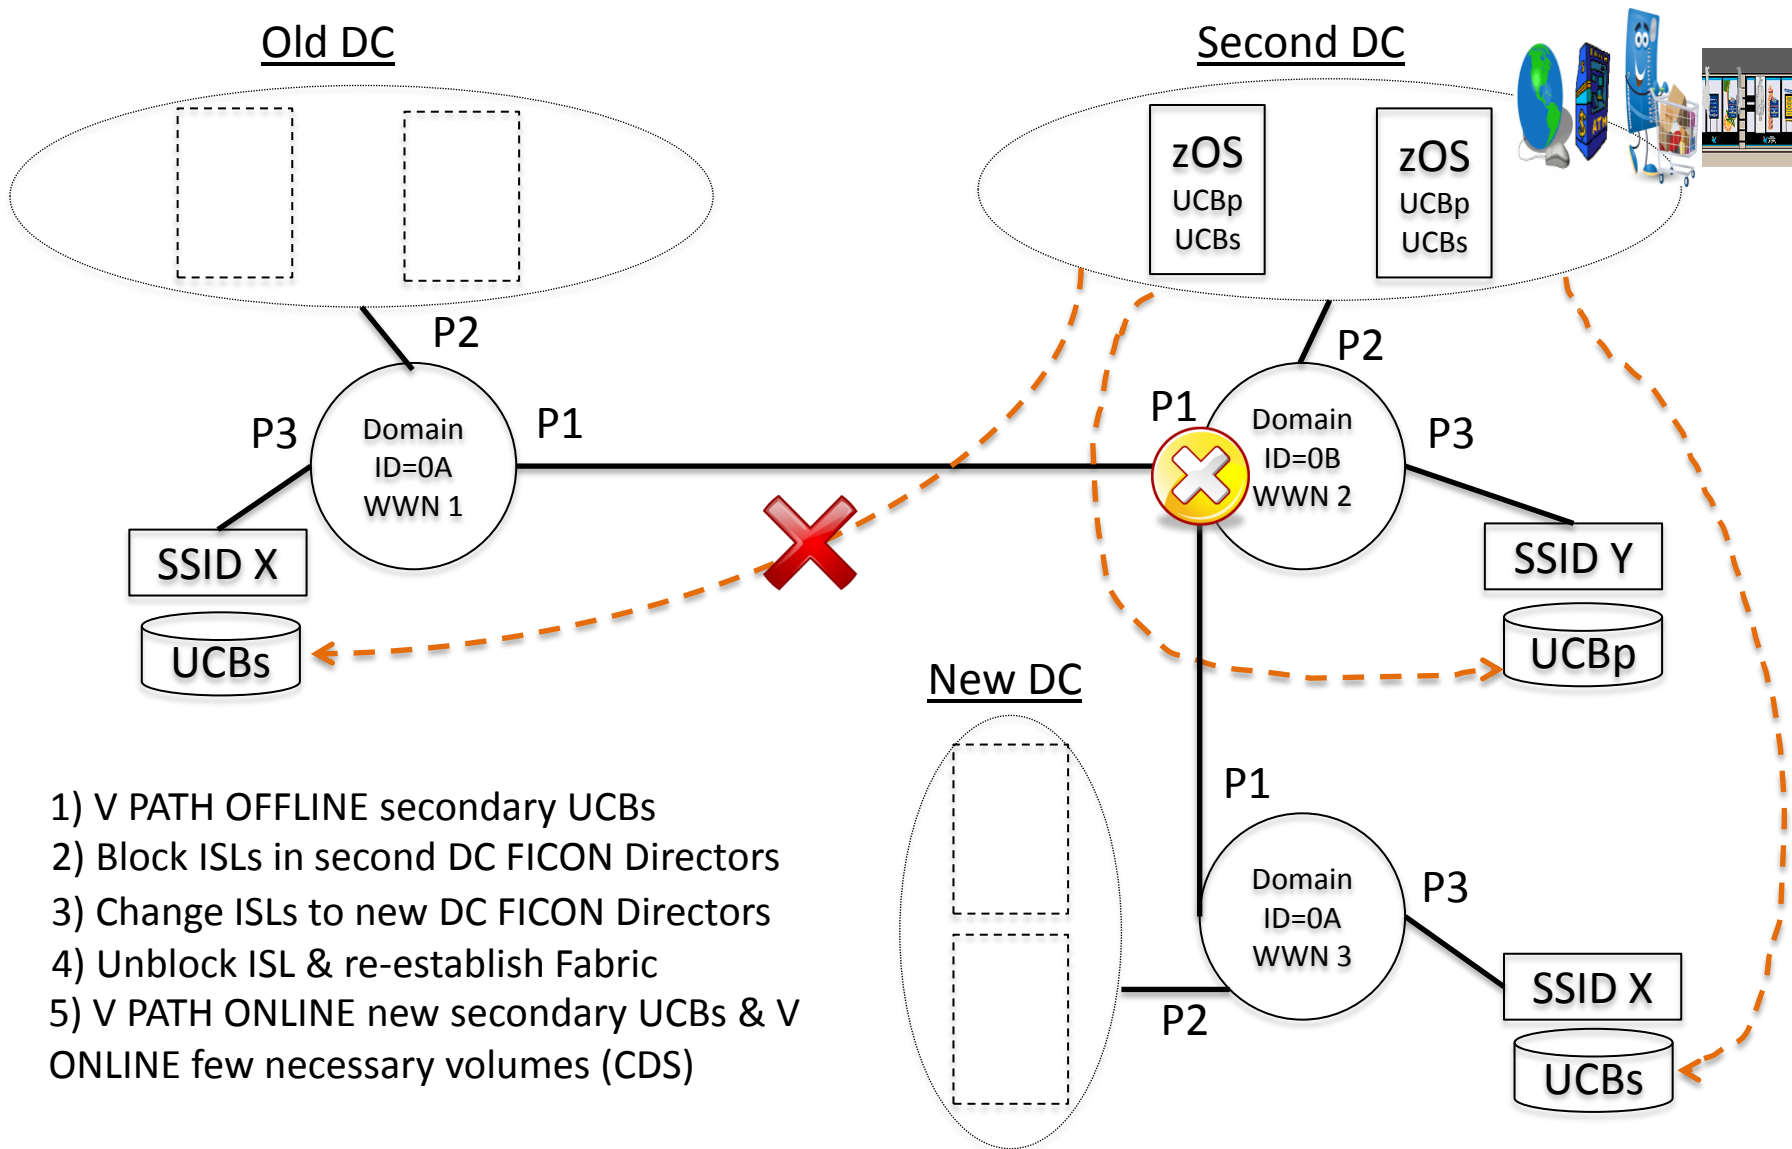 Old DC
Second DC
zOS
UCBp
UCBs
zOS
UCBp
UCBs
P2
P2
P3
Domain
ID=0A
WWN 1
P1
P1
Domain
ID=0B
WWN 2
P3
SSID X
UCBs
SSID Y
UCBp
New DC
P1
Domain
ID=0A
WWN 3
P3
P2
SSID X
UCBs
1) V PATH OFFLINE secondary UCBs
2) Block ISLs in second DC FICON Directors
3) Change ISLs to new DC FICON Directors
4) Unblock ISL & re-establish Fabric
5) V PATH ONLINE new secondary UCBs & V
ONLINE few necessary volumes (CDS)